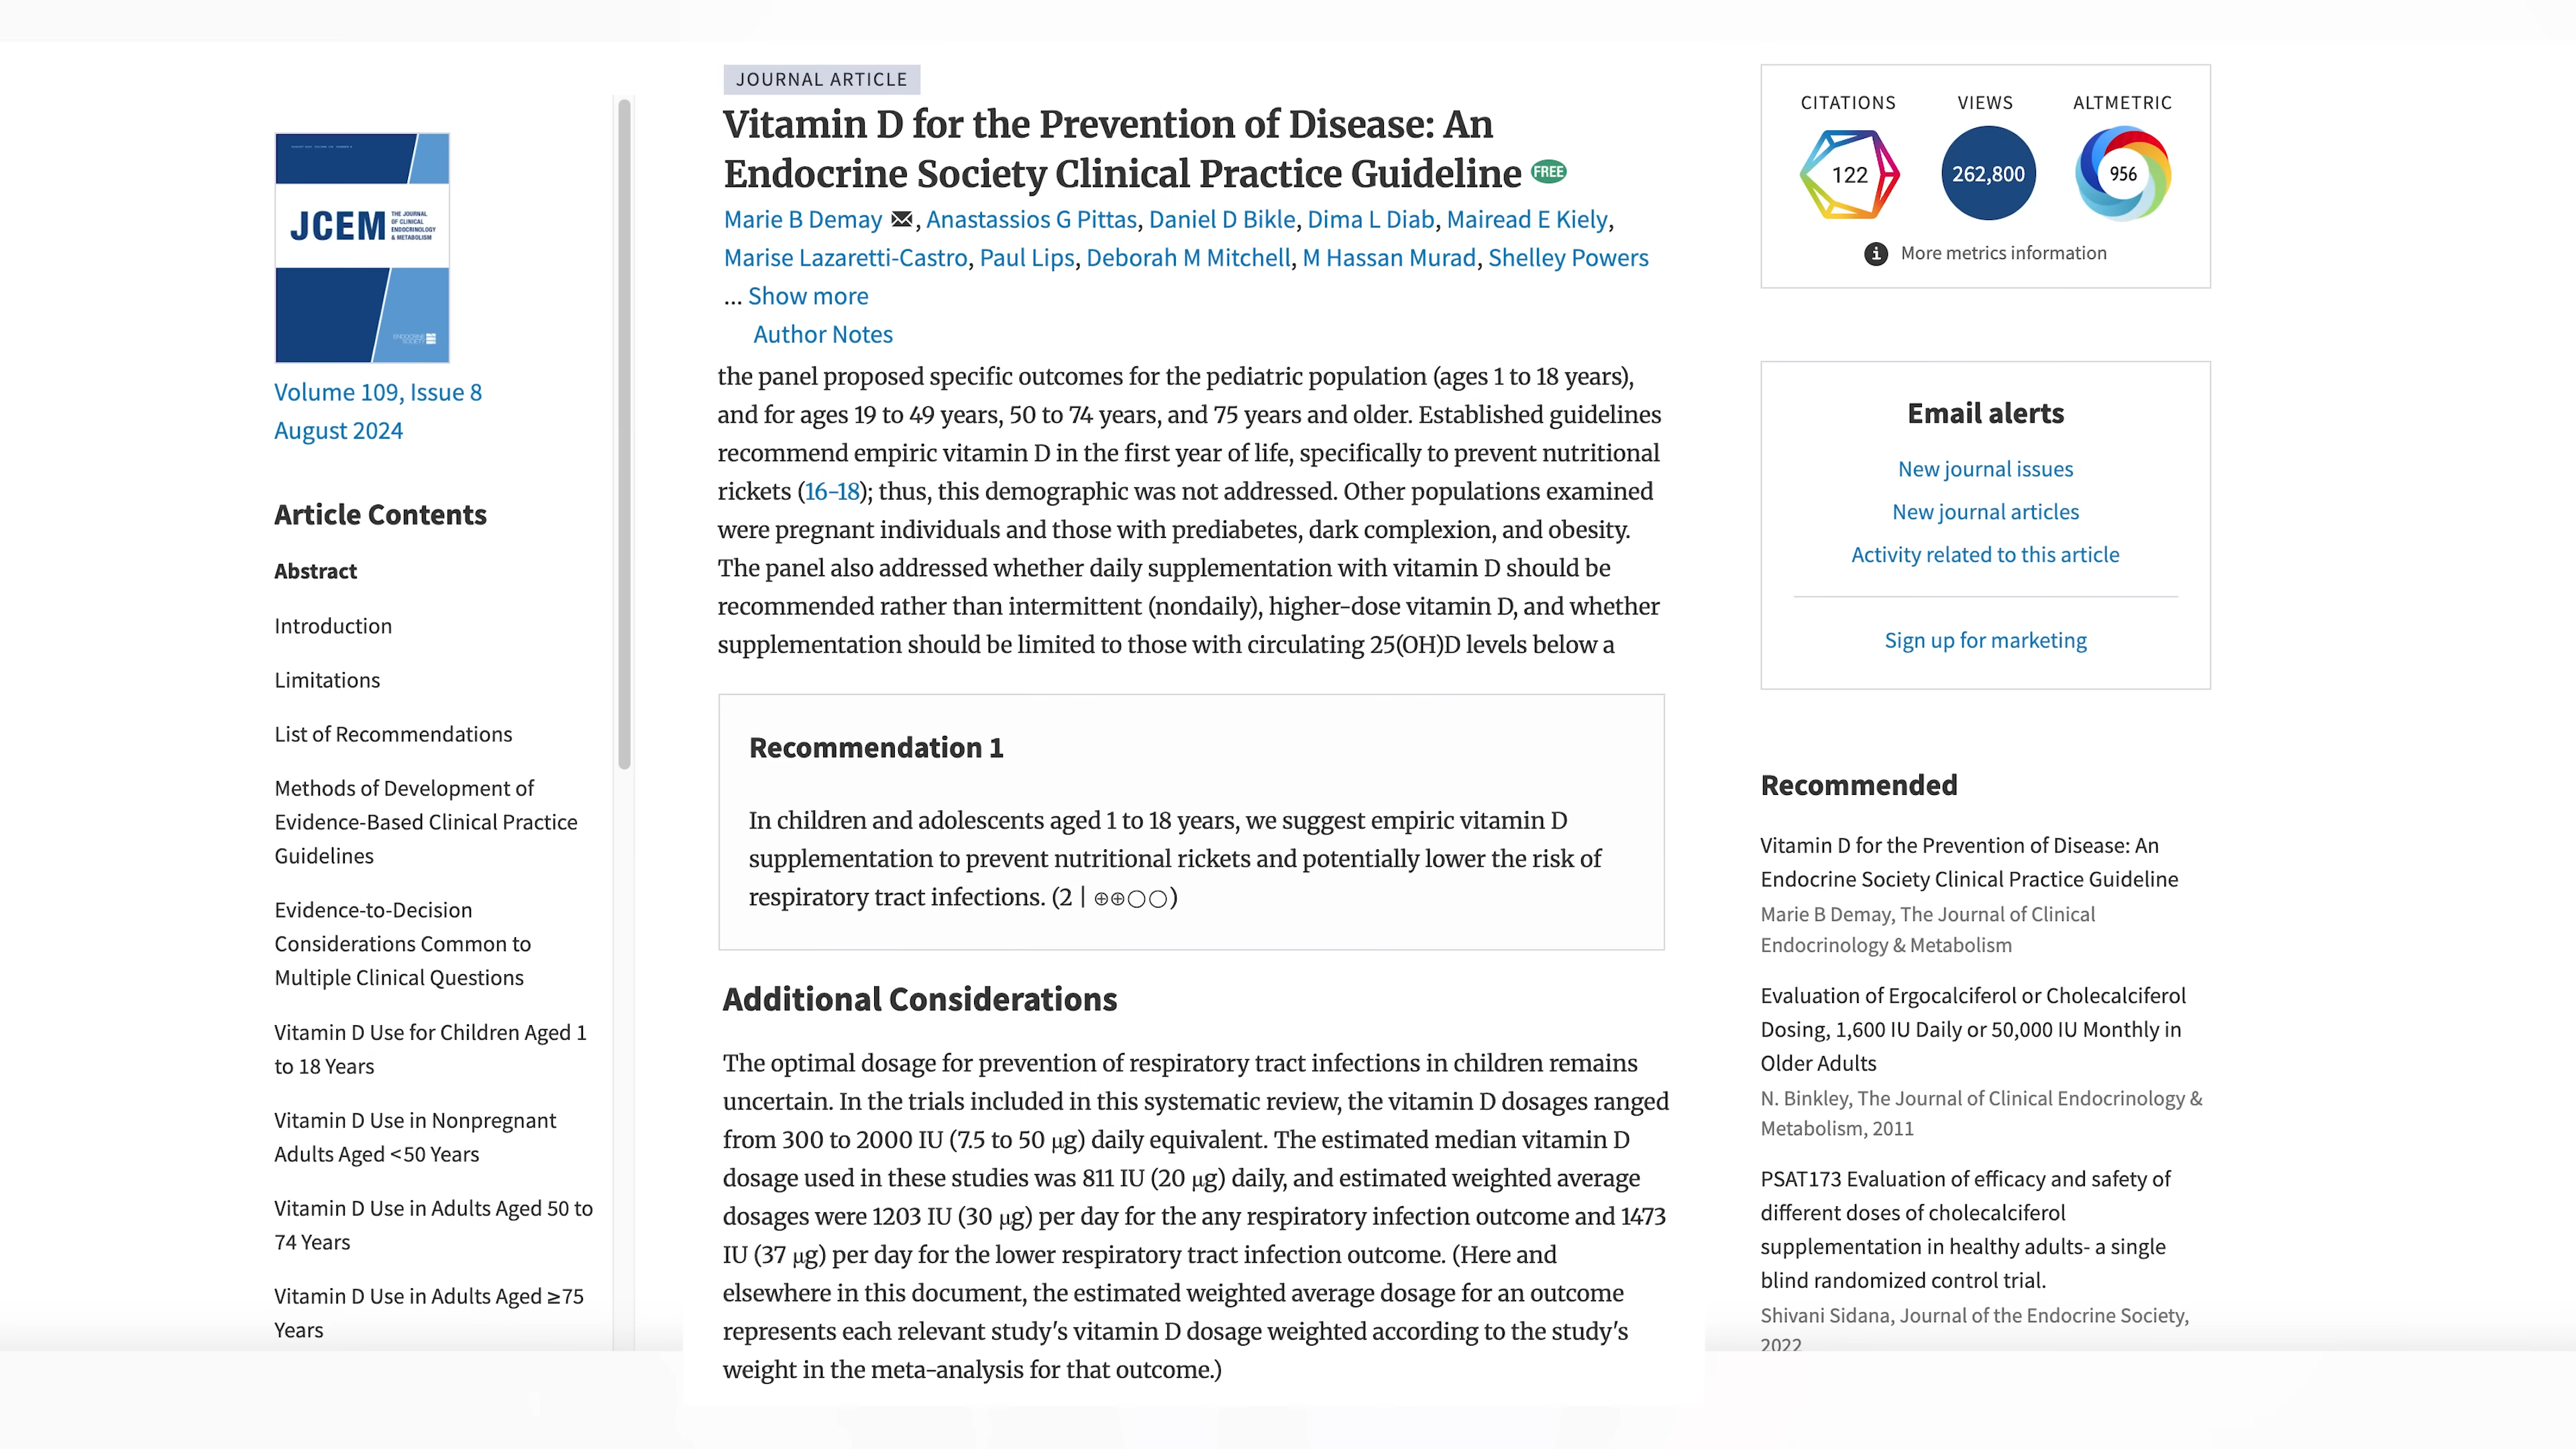 JCEM THE JOURNAL
OF CLINICAL
ENDOCRINOLOGY
& METABOLISM
ENDOCRINE
SOCIETY
Volume 109, Issue 8
August 2024
Article Contents
Abstract
Introduction
Limitations
List of Recommendations
Methods of Development of
Evidence-Based Clinical Practice
Guidelines
Evidence-to-Decision
Considerations Common to
Multiple Clinical Questions
Vitamin D Use for Children Aged 1
to 18 Years
Vitamin D Use in Nonpregnant
Adults Aged <50 Years
Vitamin D Use in Adults Aged 50 to
74 Years
Vitamin D Use in Adults Aged ≥75
Years
JOURNAL ARTICLE
Vitamin D for the Prevention of Disease: An
Endocrine Society Clinical Practice Guideline FREE
Marie B Demay, Anastassios G Pittas, Daniel D Bikle, Dima L Diab, Mairead E Kiely,
Marise Lazaretti-Castro, Paul Lips, Deborah M Mitchell, M Hassan Murad, Shelley Powers
... Show more
Author Notes
the panel proposed specific outcomes for the pediatric population (ages 1 to 18 years),
and for ages 19 to 49 years, 50 to 74 years, and 75 years and older. Established guidelines
recommend empiric vitamin D in the first year of life, specifically to prevent nutritional
rickets (16-18); thus, this demographic was not addressed. Other populations examined
were pregnant individuals and those with prediabetes, dark complexion, and obesity.
The panel also addressed whether daily supplementation with vitamin D should be
recommended rather than intermittent (nondaily), higher-dose vitamin D, and whether
supplementation should be limited to those with circulating 25(OH)D levels below a
Recommendation 1
In children and adolescents aged 1 to 18 years, we suggest empiric vitamin D
supplementation to prevent nutritional rickets and potentially lower the risk of
respiratory tract infections. (2 | ⊕⊕◯◯)
Additional Considerations
The optimal dosage for prevention of respiratory tract infections in children remains
uncertain. In the trials included in this systematic review, the vitamin D dosages ranged
from 300 to 2000 IU (7.5 to 50 μg) daily equivalent. The estimated median vitamin D
dosage used in these studies was 811 IU (20 μg) daily, and estimated weighted average
dosages were 1203 IU (30 μg) per day for the any respiratory infection outcome and 1473
IU (37 μg) per day for the lower respiratory tract infection outcome. (Here and
elsewhere in this document, the estimated weighted average dosage for an outcome
represents each relevant study's vitamin D dosage weighted according to the study's
weight in the meta-analysis for that outcome.)
CITATIONS VIEWS ALTMETRIC
122 262,800 956
More metrics information
Email alerts
New journal issues
New journal articles
Activity related to this article
Sign up for marketing
Recommended
Vitamin D for the Prevention of Disease: An
Endocrine Society Clinical Practice Guideline
Marie B Demay, The Journal of Clinical
Endocrinology & Metabolism
Evaluation of Ergocalciferol or Cholecalciferol
Dosing, 1,600 IU Daily or 50,000 IU Monthly in
Older Adults
N. Binkley, The Journal of Clinical Endocrinology &
Metabolism, 2011
PSAT173 Evaluation of efficacy and safety of
different doses of cholecalciferol
supplementation in healthy adults- a single
blind randomized control trial.
Shivani Sidana, Journal of the Endocrine Society,
2022